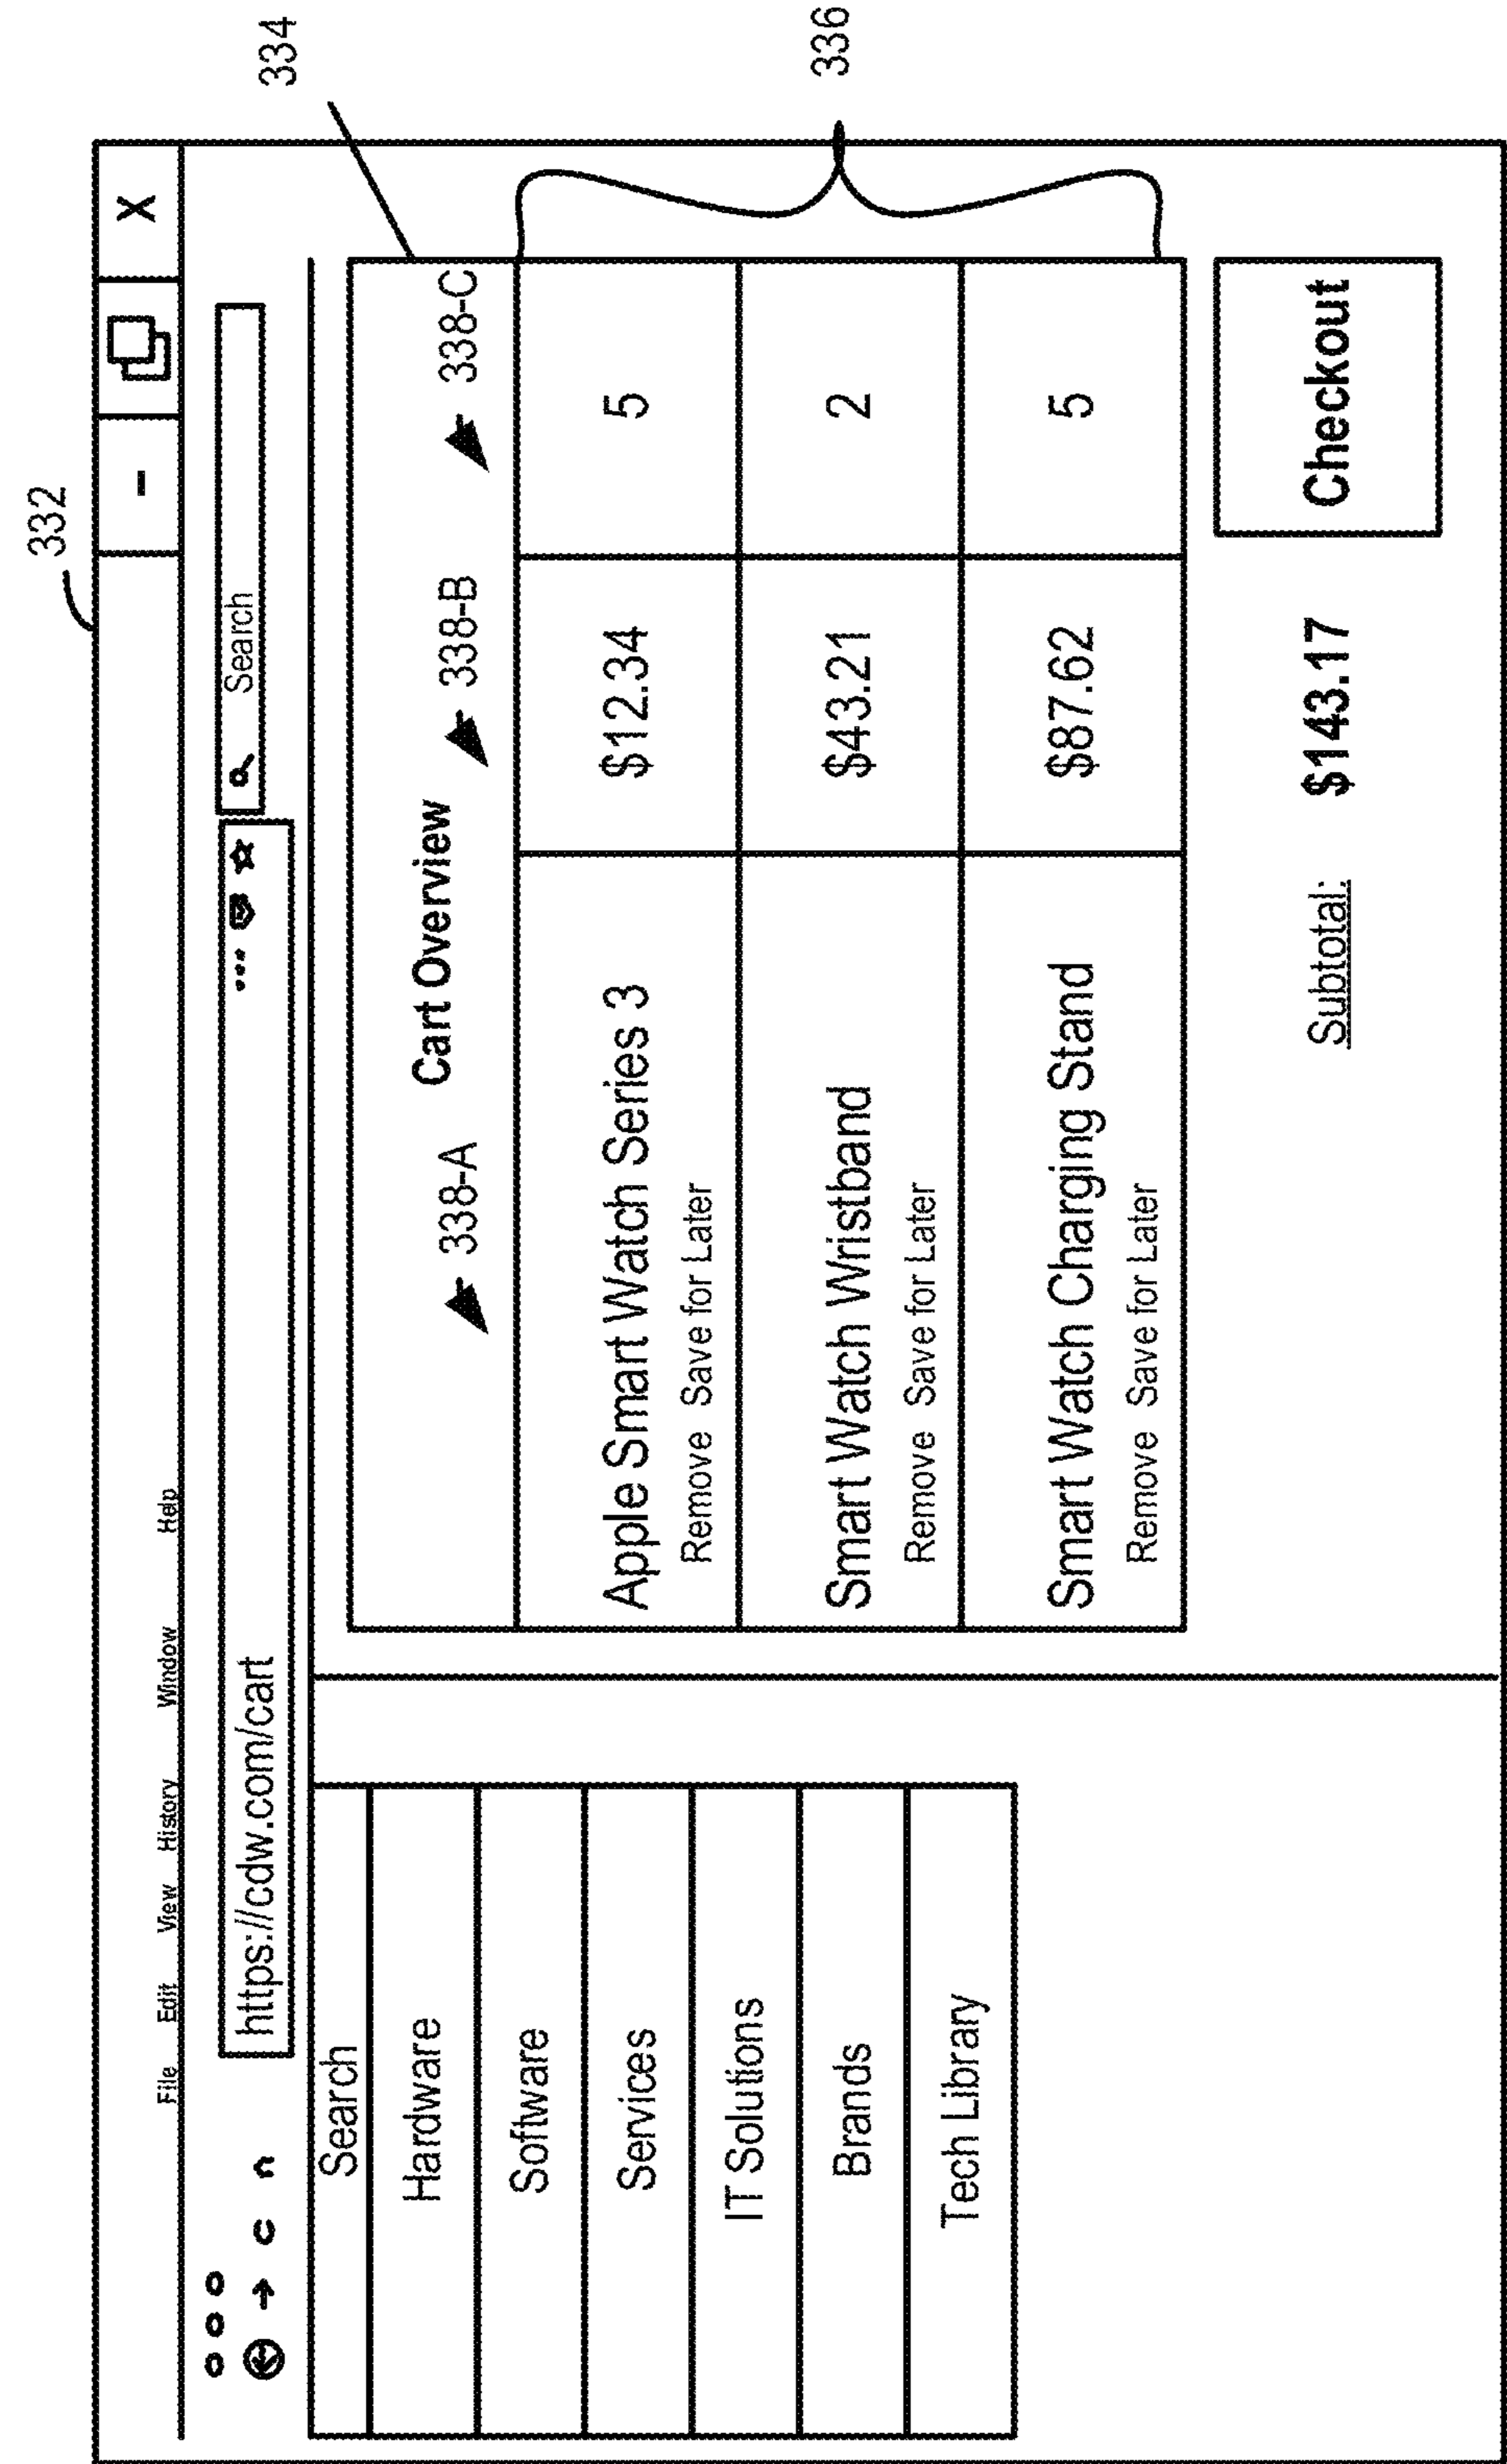 332
- X
File Edit View History Window Help
https://cdw.com/cart ... Search
334
Search
Hardware
Software
Services
IT Solutions
Brands
Tech Library
Cart Overview
338-A 338-B 338-C
Apple Smart Watch Series 3 $12.34 5
Remove Save for Later
Smart Watch Wristband $43.21 2
Remove Save for Later
Smart Watch Charging Stand $87.62 5
Remove Save for Later
336
Subtotal: $143.17 Checkout